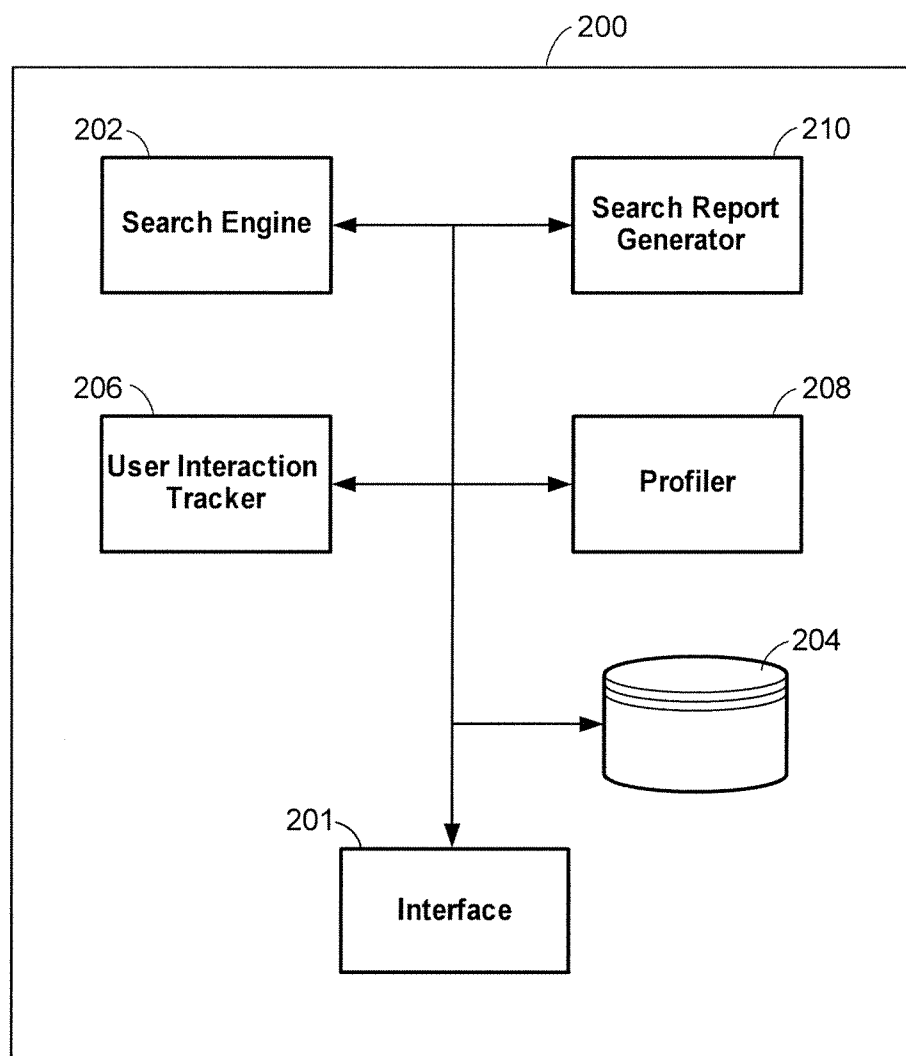 200
202
210
Search Engine
Search Report
Generator
206
208
User Interaction
Tracker
Profiler
204
201
Interface